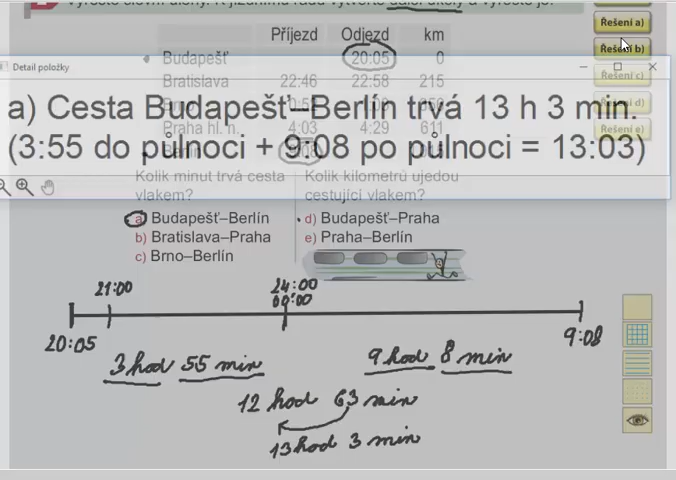 Příjezd Odjezd km
Řešení a)
Budapešť 20:05 0
Řešení b)
Detail položky
Bratislava 22:46 22:58 215
Řešení c)
a) Cesta Budapešť–Berlín trvá 13 h 3 min.
Řešení d)
Praha hl. n. 4:03 4:29 611
Řešení e)
(3:55 do půlnoci + 9:08 po půlnoci = 13:03)
Kolik minut trvá cesta
vlakem?
Kolik kilometrů ujedou
cestující vlakem?
a) Budapešť–Berlín
b) Bratislava–Praha
c) Brno–Berlín
d) Budapešť–Praha
e) Praha–Berlín
21:00
24:00
00:00
20:05
9:08
3 hod 55 min
9 hod 8 min
12 hod 63 min
13 hod 3 min